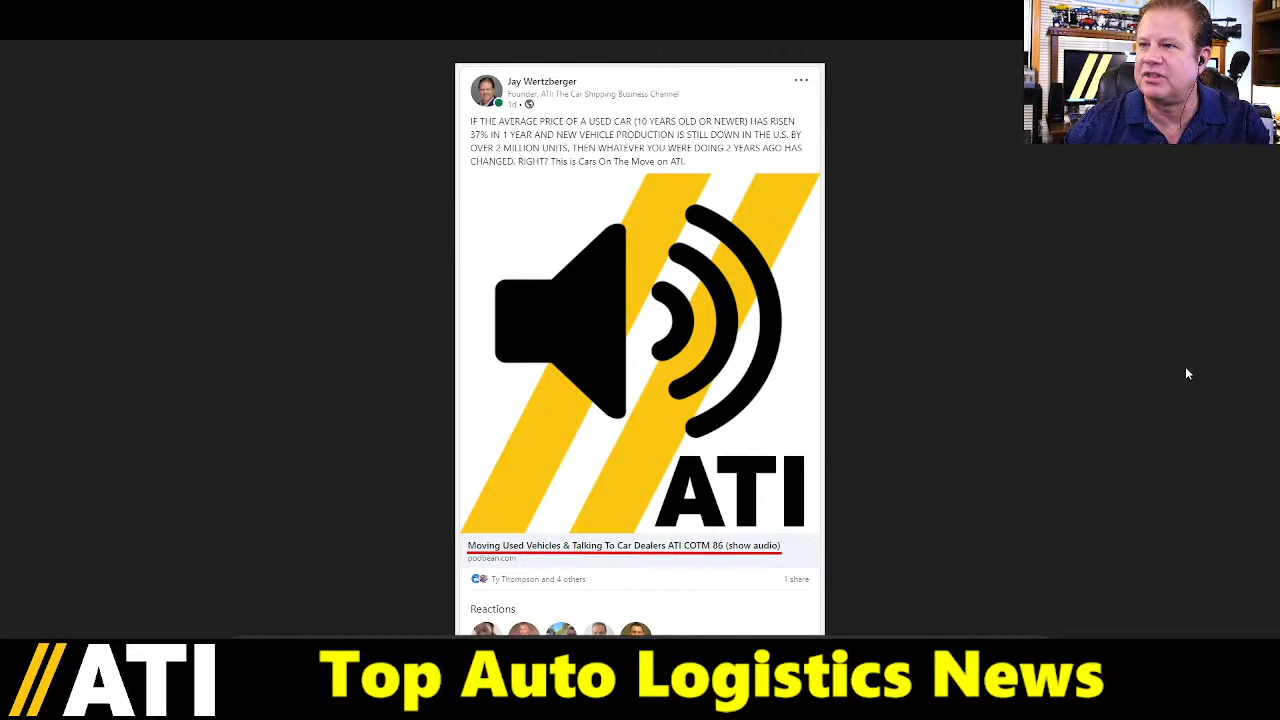 Jay Wertzberger
Founder, ATI: The Car Shipping Business Channel
1d •
IF THE AVERAGE PRICE OF A USED CAR (10 YEARS OLD OR NEWER) HAS RISEN
37% IN 1 YEAR AND NEW VEHICLE PRODUCTION IS STILL DOWN IN THE U.S. BY
OVER 2 MILLION UNITS, THEN WHATEVER YOU WERE DOING 2 YEARS AGO HAS
CHANGED. RIGHT? This is Cars On The Move on ATI.
ATI
Moving Used Vehicles & Talking To Car Dealers ATI COTM 86 (show audio)
podbean.com
Ty Thompson and 4 others
1 share
Reactions
//ATI
Top Auto Logistics News